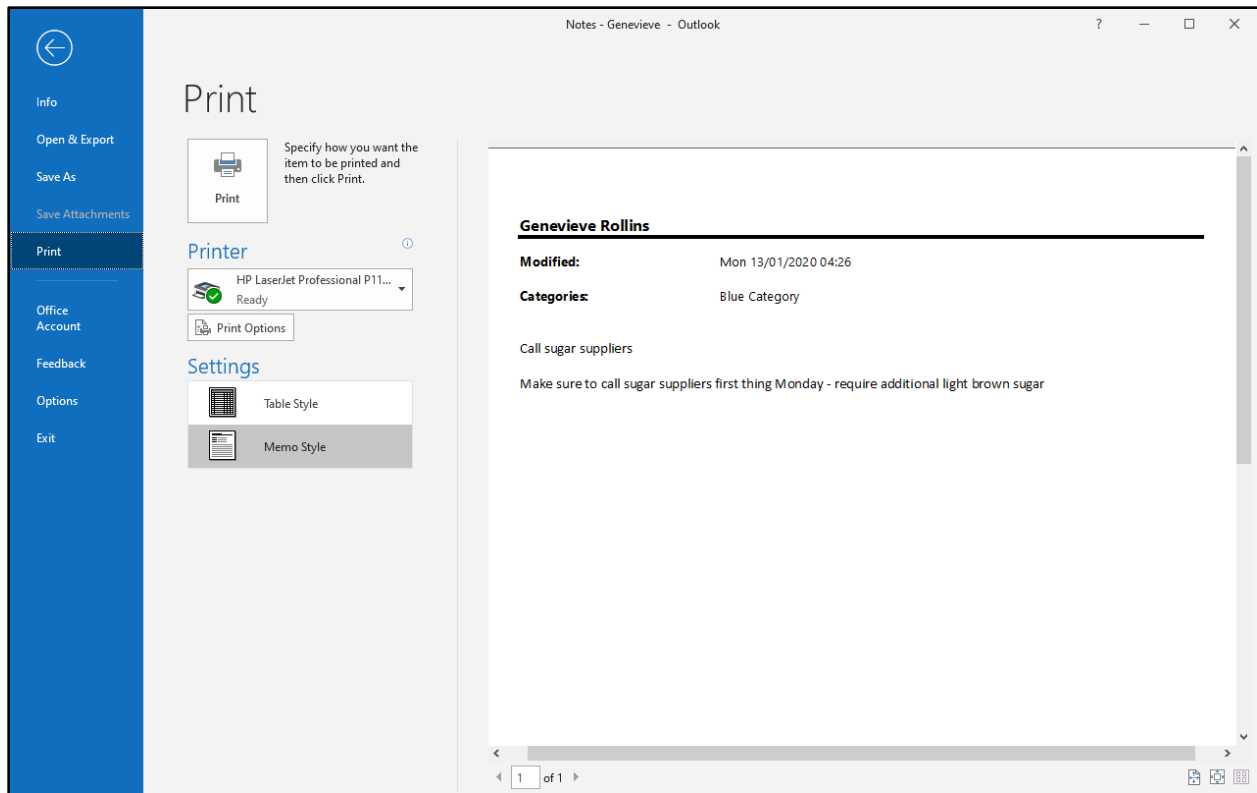 Notes - Genevieve - Outlook
?
Info
Open & Export
Save As
Save Attachments
Print
Office
Account
Feedback
Options
Exit
Print
Print
Specify how you want the
item to be printed and
then click Print.
Printer
HP LaserJet Professional P11...
Ready
Print Options
Settings
Table Style
Memo Style
Genevieve Rollins
Modified: Mon 13/01/2020 04:26
Categories: Blue Category
Call sugar suppliers
Make sure to call sugar suppliers first thing Monday - require additional light brown sugar
1 of 1